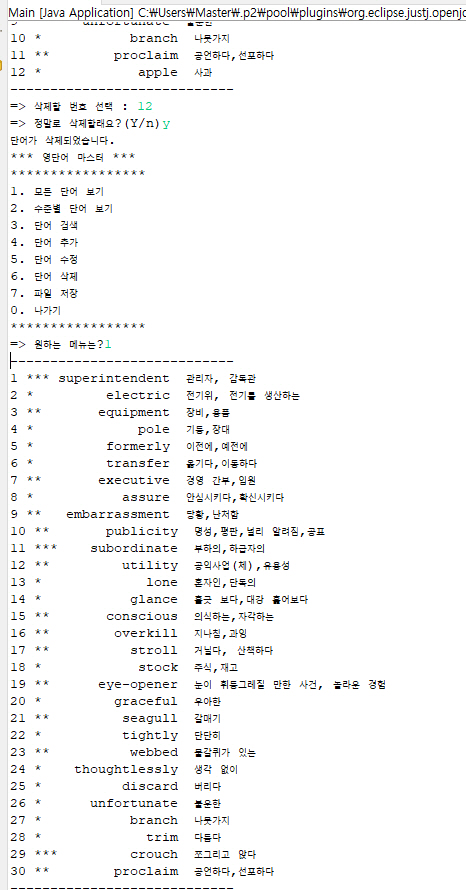 Main [Java Application] C:₩Users₩Master₩.p2₩pool₩plugins₩org.eclipse.justj.openjc
9 unfortunate 불운한
10 * branch 나뭇가지
11 ** proclaim 공언하다,선포하다
12 * apple 사과
----------------------------
=> 삭제할 번호 선택 : 12
=> 정말로 삭제할래요?(Y/n)y
단어가 삭제되었습니다.
*** 영단어 마스터 ***
*****************
1. 모든 단어 보기
2. 수준별 단어 보기
3. 단어 검색
4. 단어 추가
5. 단어 수정
6. 단어 삭제
7. 파일 저장
0. 나가기
*****************
=> 원하는 메뉴는?1
----------------------------
1 *** superintendent 관리자, 감독관
2 * electric 전기위, 전기를 생산하는
3 ** equipment 장비,용품
4 * pole 기둥,장대
5 * formerly 이전에,예전에
6 * transfer 옮기다,이동하다
7 ** executive 경영 간부,임원
8 * assure 안심시키다,확신시키다
9 ** embarrassment 당황,난처함
10 ** publicity 명성,평판,널리 알려짐,공표
11 *** subordinate 부하의,하급자의
12 ** utility 공익사업(체),유용성
13 * lone 혼자인,단독의
14 * glance 흘긋 보다,대강 훑어보다
15 ** conscious 의식하는,자각하는
16 ** overkill 지나침,과잉
17 ** stroll 거닐다, 산책하다
18 * stock 주식,재고
19 ** eye-opener 눈이 휘둥그레질 만한 사건, 놀라운 경험
20 * graceful 우아한
21 ** seagull 갈매기
22 * tightly 단단히
23 ** webbed 물갈퀴가 있는
24 * thoughtlessly 생각 없이
25 * discard 버리다
26 * unfortunate 불운한
27 * branch 나뭇가지
28 * trim 다듬다
29 *** crouch 쪼그리고 앉다
30 ** proclaim 공언하다,선포하다
----------------------------